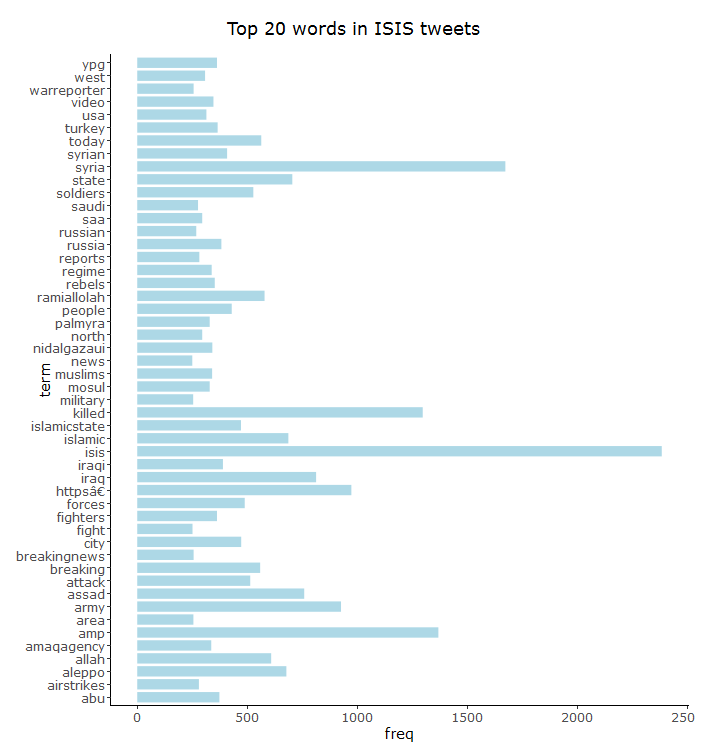 Top 20 words in ISIS tweets
ypg
west
warreporter
video
usa
turkey
today
syrian
syria
state
soldiers
saudi
saa
russian
russia
reports
regime
rebels
ramiallolah
people
palmyra
north
nidalgazaui
news
muslims
mosul
military
killed
islamicstate
islamic
isis
iraqi
iraq
httpsâ€
forces
fighters
fight
city
breakingnews
breaking
attack
assad
army
area
amp
amaqagency
allah
aleppo
airstrikes
abu
term
0 500 1000 1500 2000 2500
freq